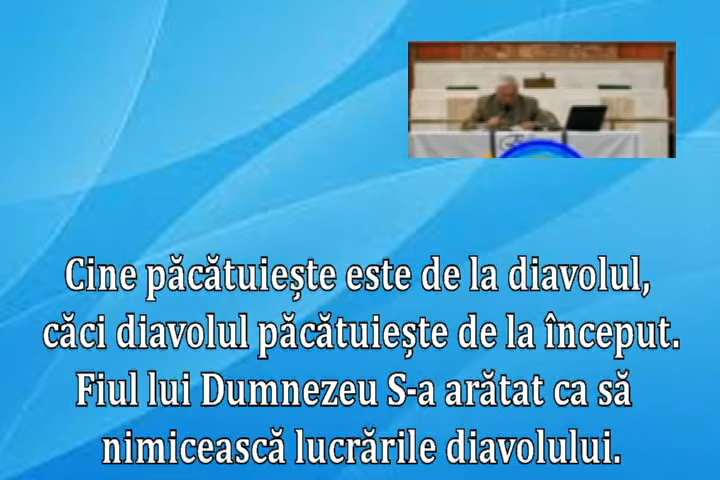 Cine păcătuiește este de la diavolul,
căci diavolul păcătuiește de la început.
Fiul lui Dumnezeu S-a arătat ca să
nimicească lucrările diavolului.